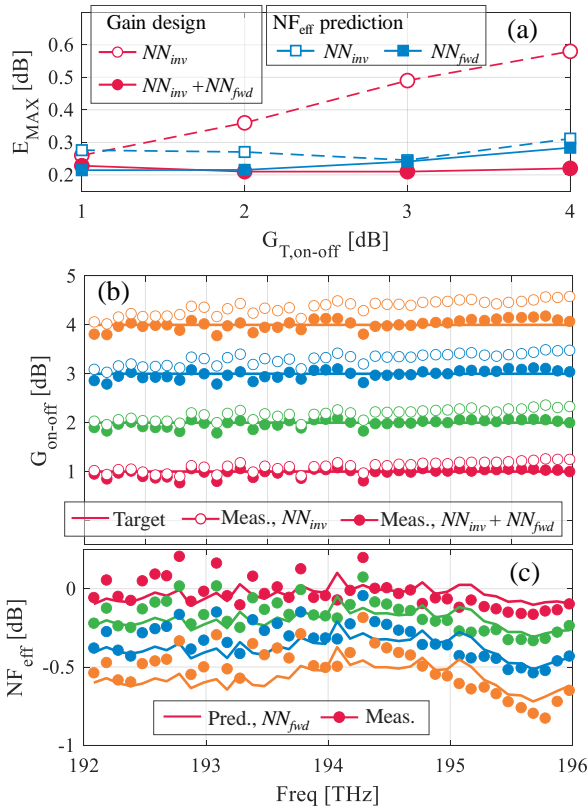 Gain design
NN_inv
NN_inv + NN_fwd
NF_eff prediction
NN_inv NN_fwd
(a)
E_MAX [dB]
0.6
0.5
0.4
0.3
0.2
1 2 3 4
G_T,on-off [dB]
(b)
G_on-off [dB]
5
4
3
2
1
Target Meas., NN_inv Meas., NN_inv + NN_fwd
(c)
NF_eff [dB]
0
-0.5
-1
Pred., NN_fwd Meas.
192 193 194 195 196
Freq [THz]